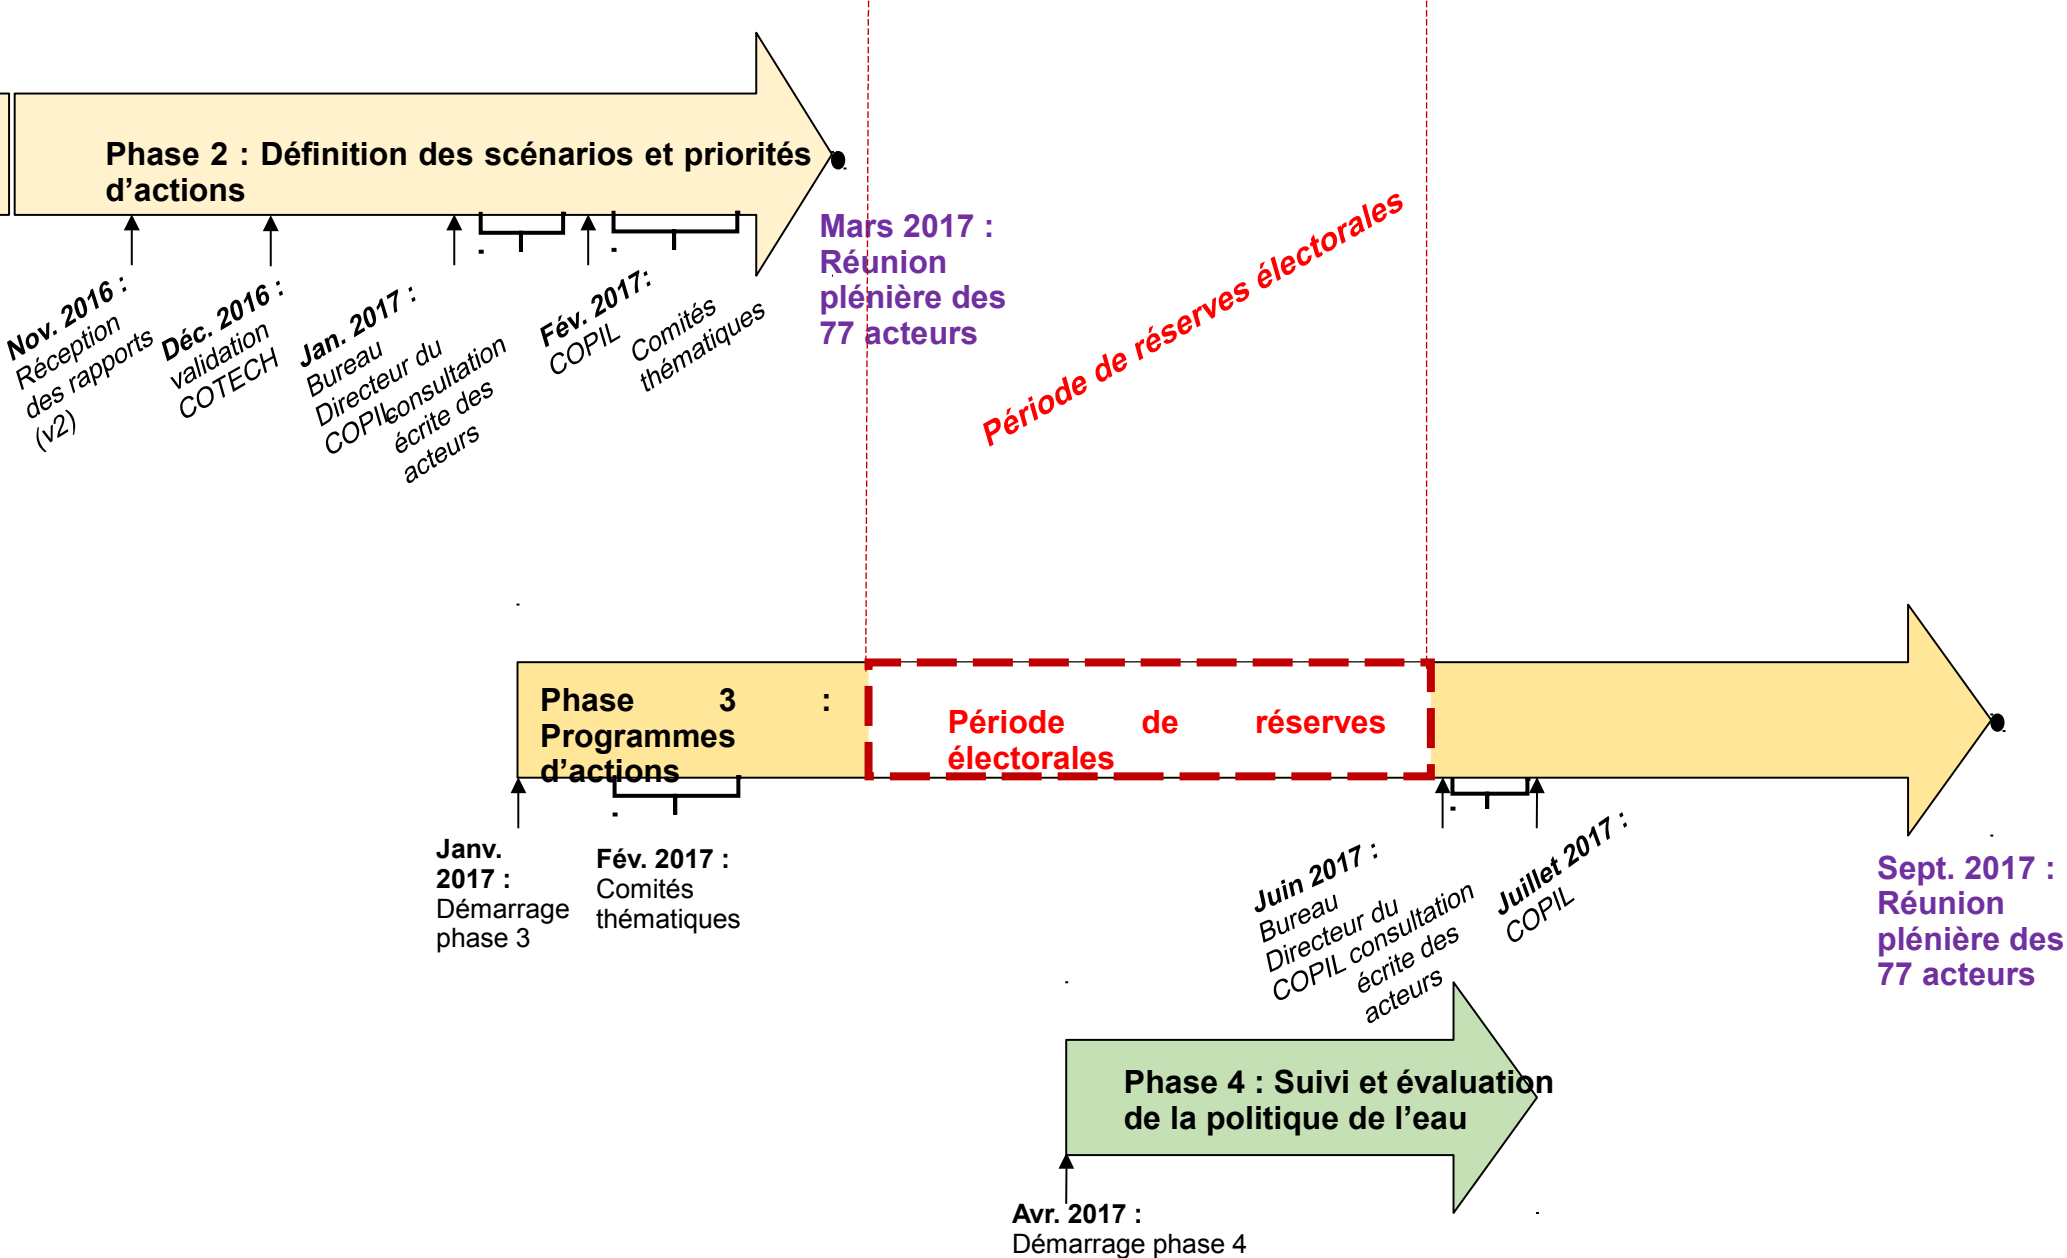 Phase 2 : Définition des scénarios et priorités
d’actions
Nov. 2016 :
Réception
des rapports
(v2)
Déc. 2016 :
validation
COTECH
Jan. 2017 :
Bureau
Directeur du
COPIL
consultation
écrite des
acteurs
Fév. 2017:
COPIL
Comités
thématiques
Mars 2017 :
Réunion
plénière des
77 acteurs
Période de réserves électorales
Phase 3 :
Programmes
d’actions
Période de réserves
électorales
Janv.
2017 :
Démarrage
phase 3
Fév. 2017 :
Comités
thématiques
Juin 2017 :
Bureau
Directeur du
COPIL consultation
écrite des
acteurs
Juillet 2017 :
COPIL
Sept. 2017 :
Réunion
plénière des
77 acteurs
Phase 4 : Suivi et évaluation
de la politique de l’eau
Avr. 2017 :
Démarrage phase 4